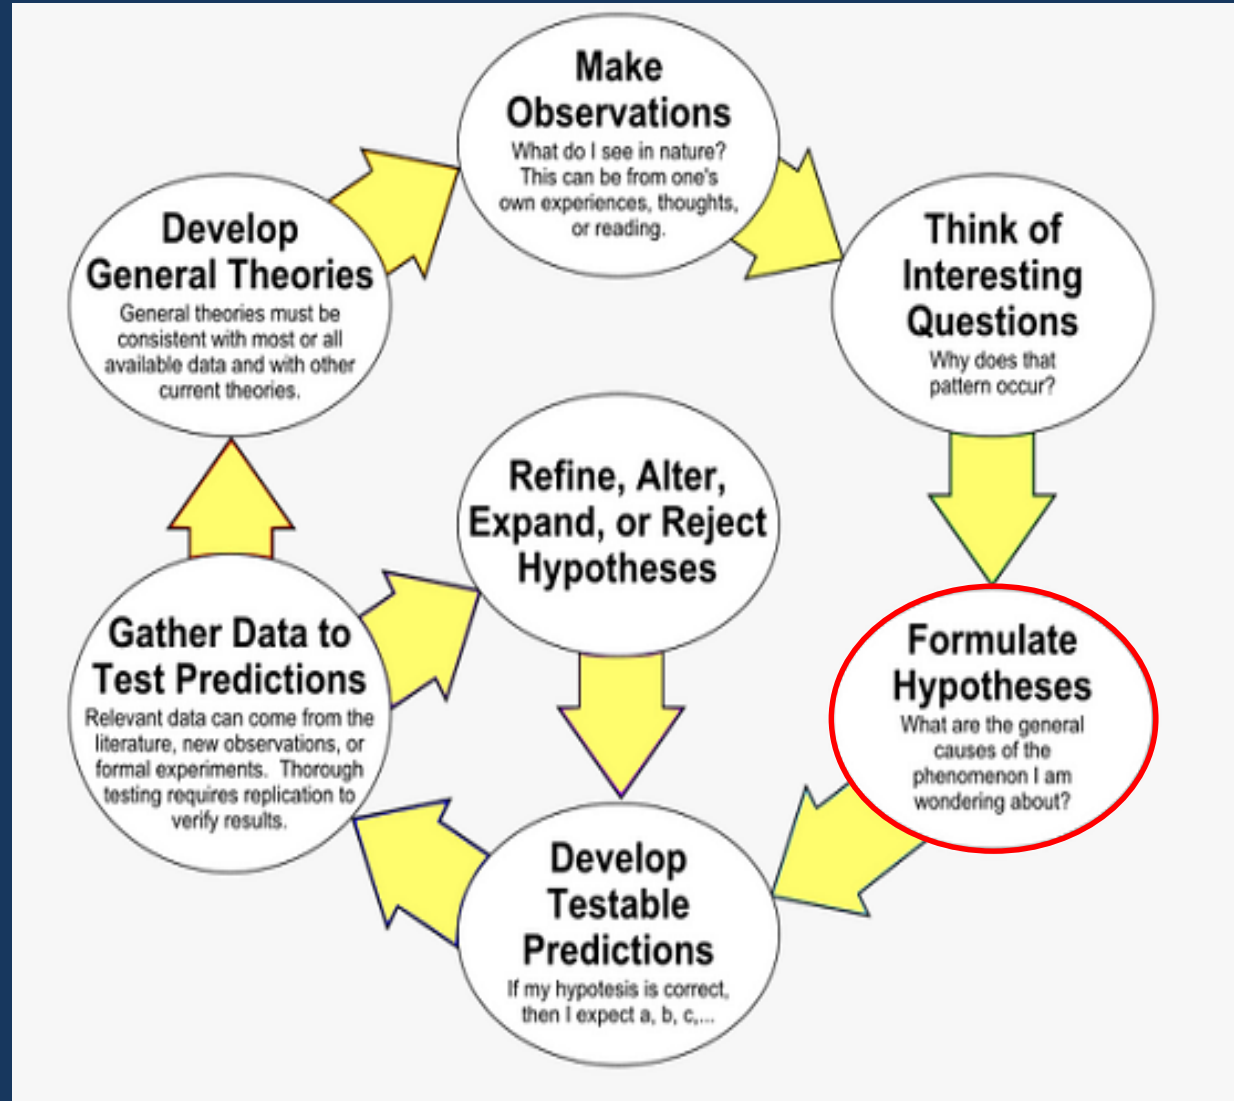 Make
Observations
What do I see in nature?
This can be from one's
own experiences, thoughts,
or reading.
Think of
Interesting
Questions
Why does that
pattern occur?
Formulate
Hypotheses
What are the general
causes of the
phenomenon I am
wondering about?
Develop
Testable
Predictions
If my hypotesis is correct,
then I expect a, b, c,...
Gather Data to
Test Predictions
Relevant data can come from the
literature, new observations, or
formal experiments. Thorough
testing requires replication to
verify results.
Refine, Alter,
Expand, or Reject
Hypotheses
Develop
General Theories
General theories must be
consistent with most or all
available data and with other
current theories.